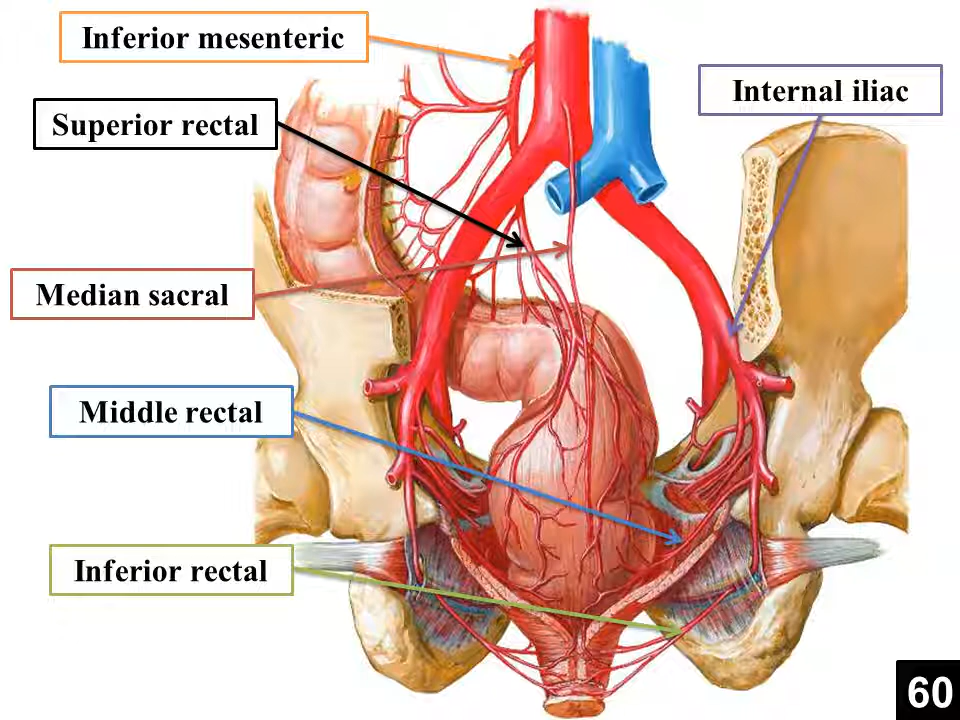 Inferior mesenteric
Internal iliac
Superior rectal
Median sacral
Middle rectal
Inferior rectal
60